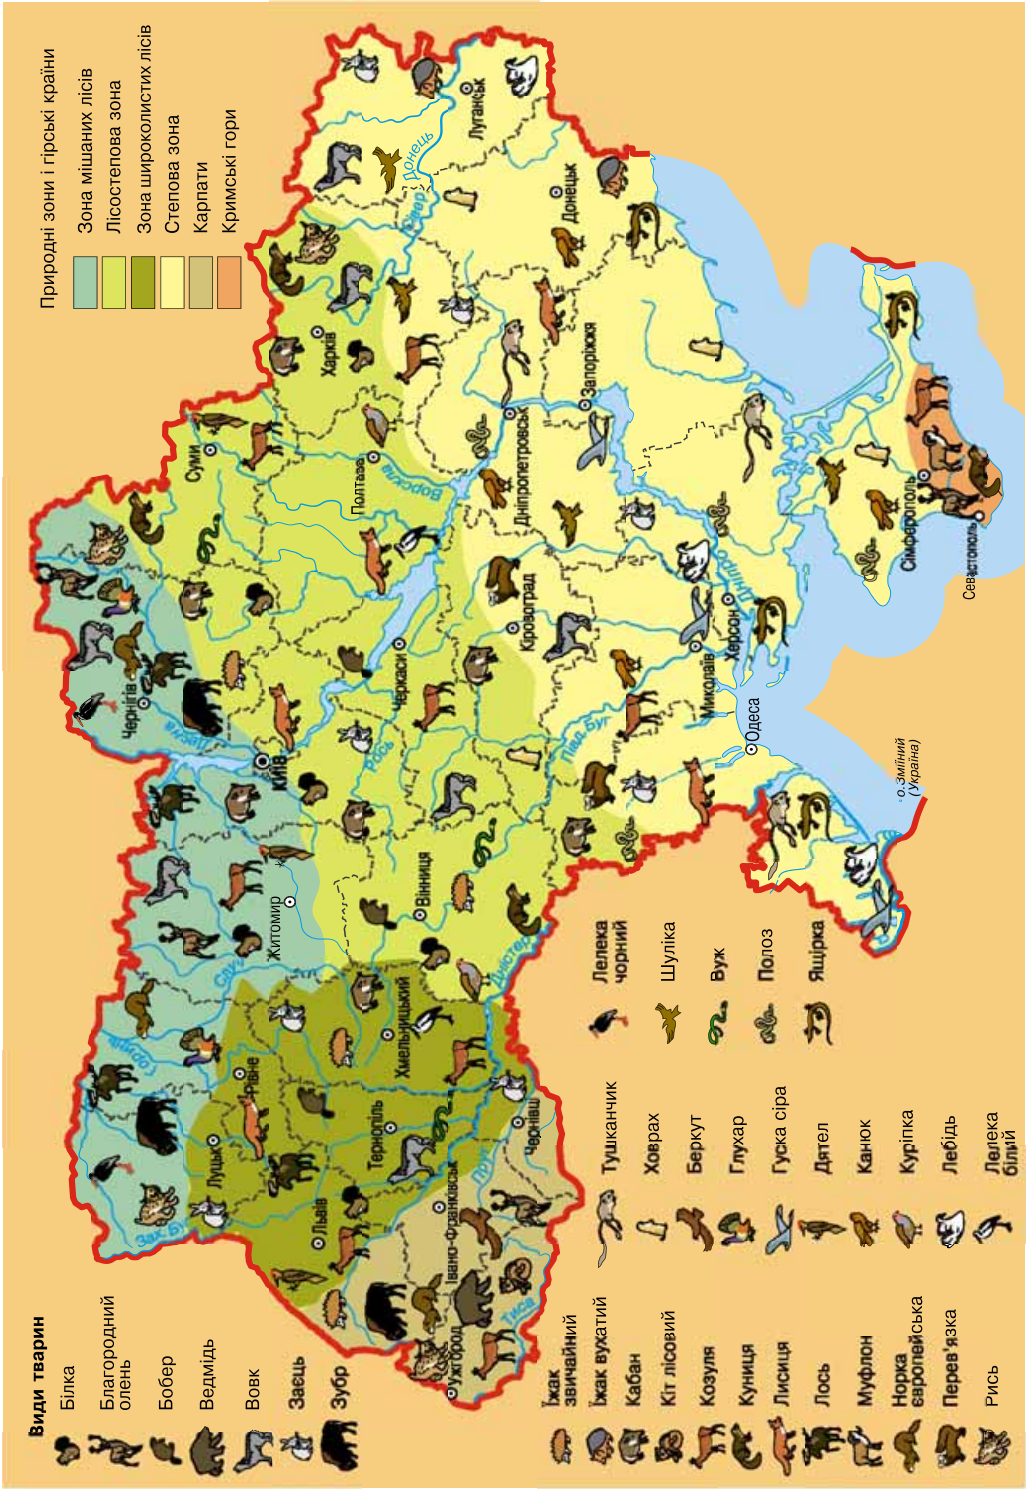 Природні зони і гірські країни
Зона мішаних лісів
Лісостепова зона
Зона широколистих лісів
Степова зона
Карпати
Кримські гори
Чернігів
Суми
Харків
Луганськ
Донецьк
Полтава
Дніпропетровськ
Запоріжжя
Київ
Черкаси
Кіровоград
Житомир
Вінниця
Хмельницький
Рівне
Луцьк
Львів
Тернопіль
Івано-Франківськ
Чернівці
Ужгород
Миколаїв
Херсон
Одеса
Сімферополь
Севастополь
о.Зміїний
(Україна)
Десна
Сівер. Донець
Ворскла
Дніпро
Рось
Півд. Буг
Дністер
Случ
Горинь
Зах. Буг
Прут
Тиса
Види тварин
Білка
Благородний
олень
Бобер
Ведмідь
Вовк
Заєць
Зубр
Їжак
звичайний
Їжак вухатий
Кабан
Кіт лісовий
Козуля
Куниця
Лисиця
Лось
Муфлон
Норка
європейська
Перев'язка
Рись
Тушканчик
Ховрах
Беркут
Глухар
Гуска сіра
Дятел
Канюк
Куріпка
Лебідь
Лелека
білий
Лелека
чорний
Шуліка
Вуж
Полоз
Ящірка